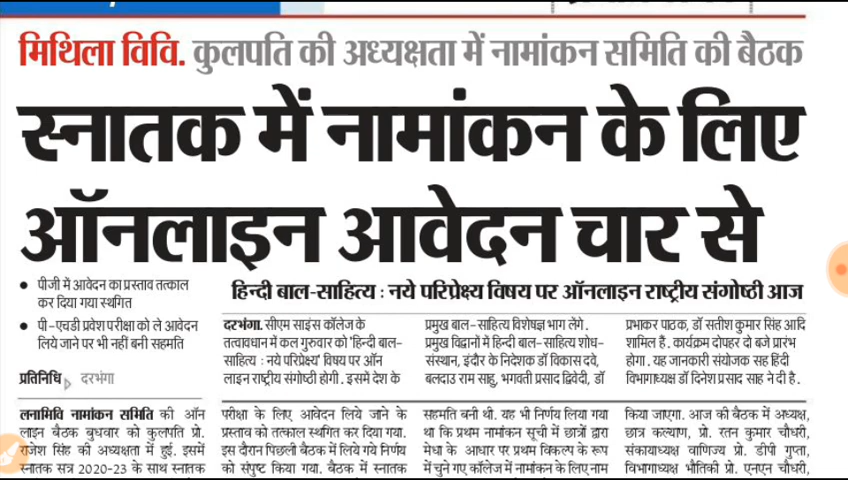 मिथिला विवि. कुलपति की अध्यक्षता में नामांकन समिति की बैठक
स्नातक में नामांकन के लिए
ऑनलाइन आवेदन चार से
• पीजी में आवेदन का प्रस्ताव तत्काल
कर दिया गया स्थगित
• पी-एचडी प्रवेश परीक्षा को ले आवेदन
लिये जाने पर भी नहीं बनी सहमति
प्रतिनिधि दरभंगा
हिन्दी बाल-साहित्य : नये परिप्रेक्ष्य विषय पर ऑनलाइन राष्ट्रीय संगोष्ठी आज
दरभंगा. सीएम साइंस कॉलेज के
तत्वावधान में कल गुरुवार को 'हिन्दी बाल-
साहित्य : नये परिप्रेक्ष्य' विषय पर ऑन
लाइन राष्ट्रीय संगोष्ठी होगी. इसमें देश के
प्रमुख बाल-साहित्य विशेषज्ञ भाग लेंगे.
प्रमुख विद्वानों में हिन्दी बाल-साहित्य शोध-
संस्थान, इंदौर के निदेशक डॉ विकास दवे,
बलदाउ राम साहु, भगवती प्रसाद द्विवेदी, डॉ
प्रभाकर पाठक, डॉ सतीश कुमार सिंह आदि
शामिल हैं. कार्यक्रम दोपहर दो बजे प्रारंभ
होगा. यह जानकारी संयोजक सह हिंदी
विभागाध्यक्ष डॉ दिनेश प्रसाद साह ने दी है.
लनामिवि नामांकन समिति की ऑन
लाइन बैठक बुधवार को कुलपति प्रो.
राजेश सिंह की अध्यक्षता में हुई. इसमें
स्नातक सत्र 2020-23 के साथ स्नातक
परीक्षा के लिए आवेदन लिये जाने के
प्रस्ताव को तत्काल स्थगित कर दिया गया.
इस दौरान पिछली बैठक में लिये गये निर्णय
को संपुष्ट किया गया. बैठक में स्नातक
सहमति बनी थी. यह भी निर्णय लिया गया
था कि प्रथम नामांकन सूची में छात्रों द्वारा
मेधा के आधार पर प्रथम विकल्प के रूप
में चुने गए कॉलेज में नामांकन के लिए नाम
किया जाएगा. आज की बैठक में अध्यक्ष,
छात्र कल्याण, प्रो. रतन कुमार चौधरी,
संकायाध्यक्ष वाणिज्य प्रो. डीपी गुप्ता,
विभागाध्यक्ष भौतिकी प्रो. एनएन चौधरी,